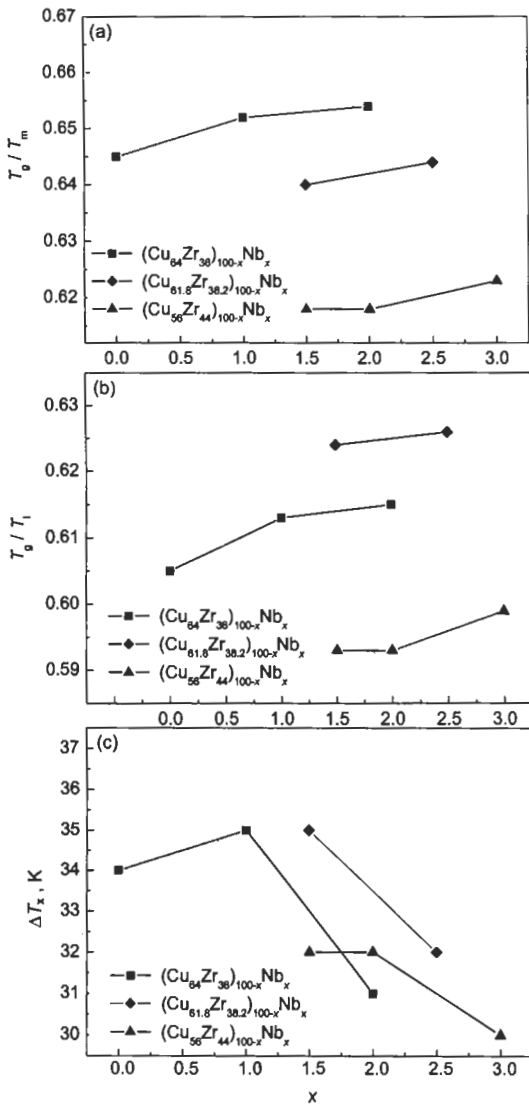 (a)
0.67
0.66
0.65
0.64
0.63
0.62
T_g / T_m
(Cu₆₄Zr₃₆)₁₀₀₋ₓNbₓ
(Cu₆₁.₈Zr₃₈.₂)₁₀₀₋ₓNbₓ
(Cu₅₆Zr₄₄)₁₀₀₋ₓNbₓ
0.0 0.5 1.0 1.5 2.0 2.5 3.0
(b)
0.63
0.62
0.61
0.60
0.59
T_g / T_l
(Cu₆₄Zr₃₆)₁₀₀₋ₓNbₓ
(Cu₆₁.₈Zr₃₈.₂)₁₀₀₋ₓNbₓ
(Cu₅₆Zr₄₄)₁₀₀₋ₓNbₓ
0.0 0.5 1.0 1.5 2.0 2.5 3.0
(c)
37
36
35
34
33
32
31
30
ΔTₓ , K
(Cu₆₄Zr₃₆)₁₀₀₋ₓNbₓ
(Cu₆₁.₈Zr₃₈.₂)₁₀₀₋ₓNbₓ
(Cu₅₆Zr₄₄)₁₀₀₋ₓNbₓ
0.0 0.5 1.0 1.5 2.0 2.5 3.0
x